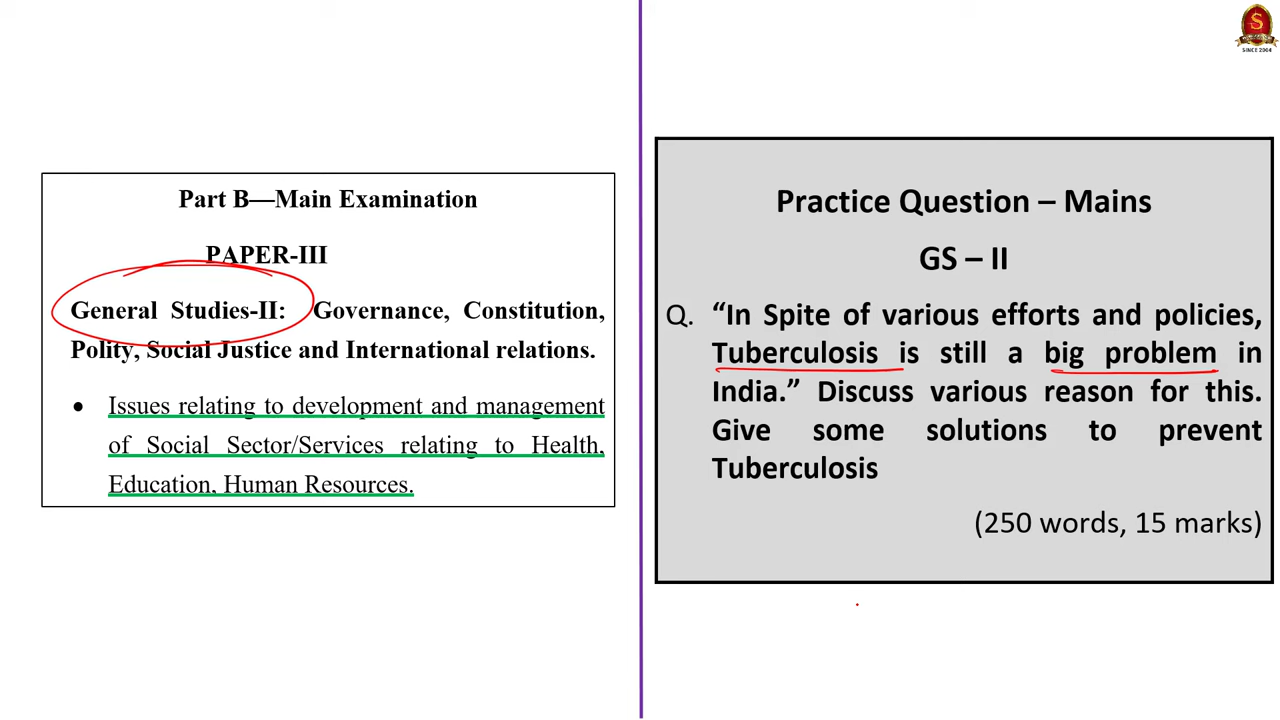 Part B—Main Examination
PAPER-III
General Studies-II: Governance, Constitution,
Polity, Social Justice and International relations.
• Issues relating to development and management
of Social Sector/Services relating to Health,
Education, Human Resources.
S
SINCE 2004
Practice Question – Mains
GS – II
Q. “In Spite of various efforts and policies,
Tuberculosis is still a big problem in
India.” Discuss various reason for this.
Give some solutions to prevent
Tuberculosis
(250 words, 15 marks)